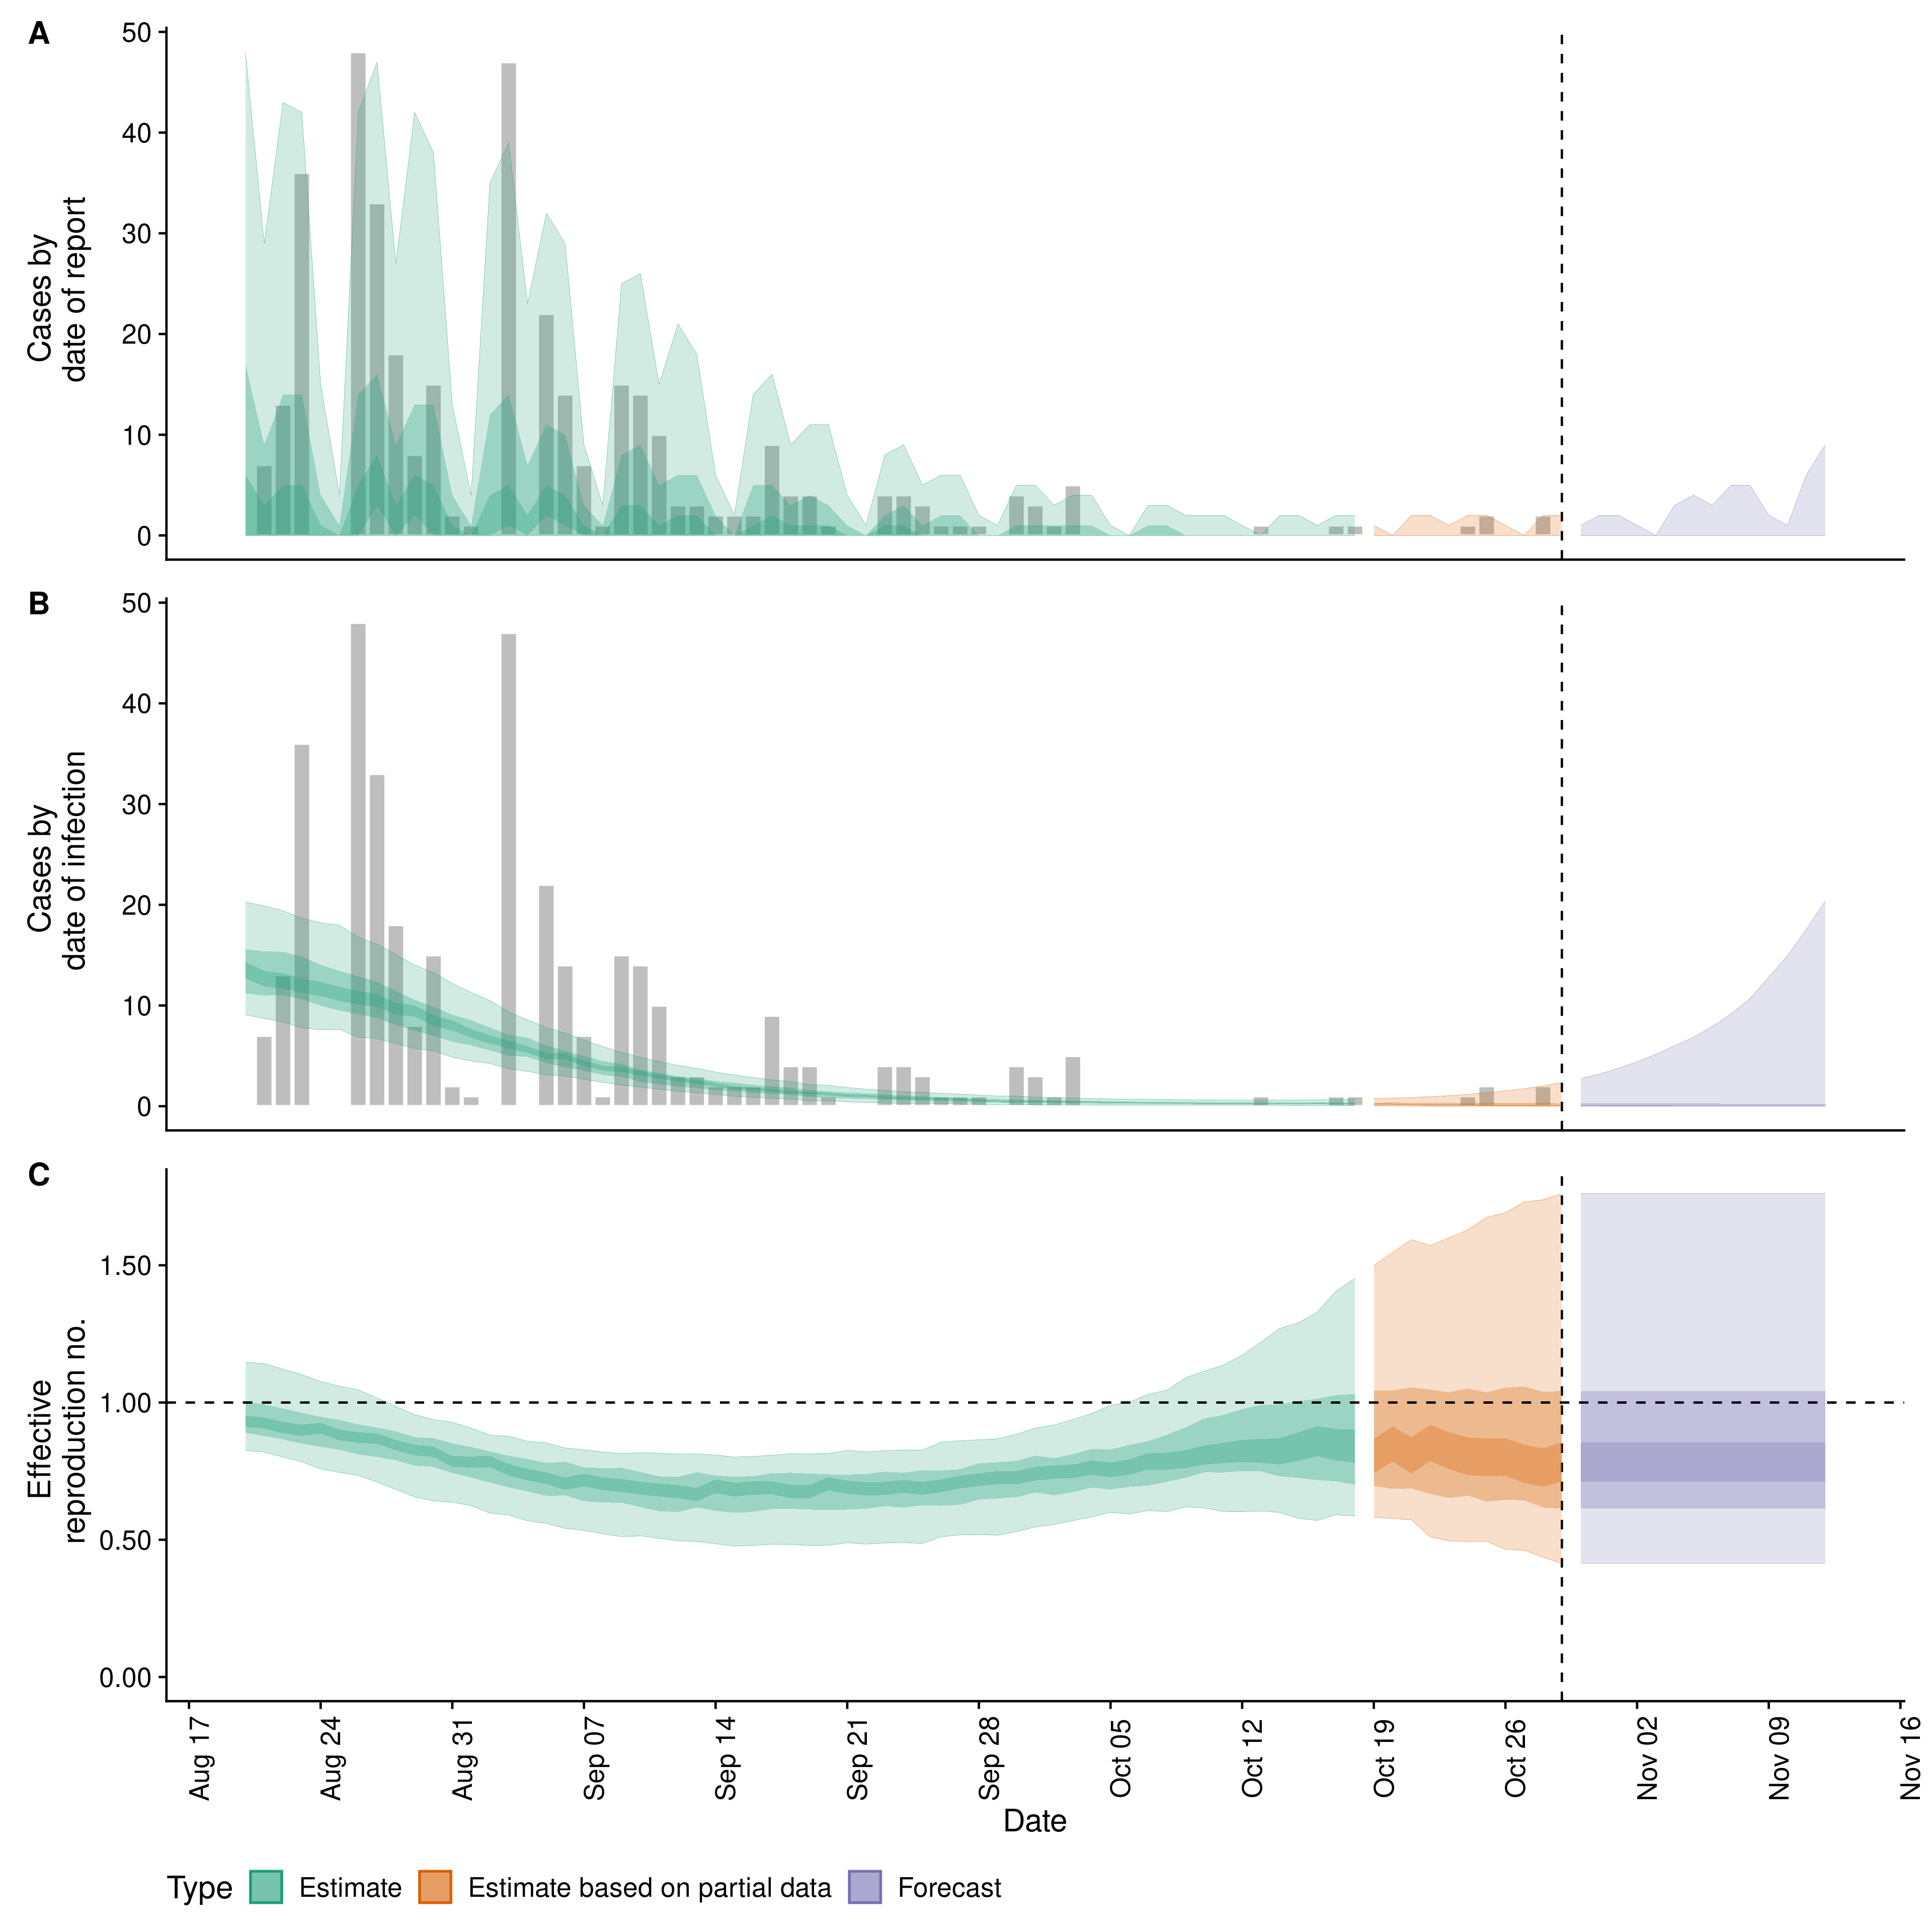 A
50
40
30
20
10
0
Cases by
date of report
B
50
40
30
20
10
0
Cases by
date of infection
C
1.50
1.00
0.50
0.00
Effective
reproduction no.
Aug 17
Aug 24
Aug 31
Sep 07
Sep 14
Sep 21
Sep 28
Oct 05
Oct 12
Oct 19
Oct 26
Nov 02
Nov 09
Nov 16
Date
Type Estimate Estimate based on partial data Forecast